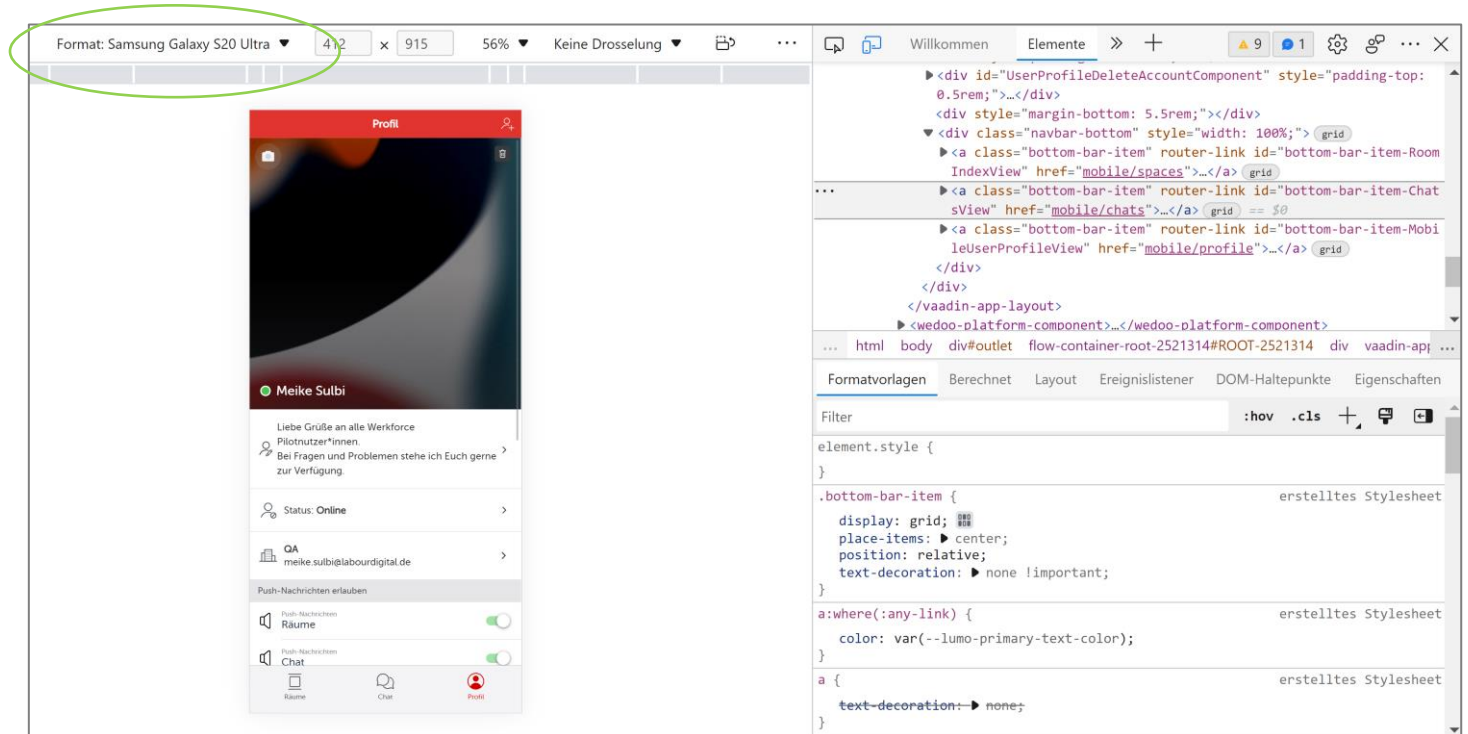 Format: Samsung Galaxy S20 Ultra ▼ 412 x 915 56% ▼ Keine Drosselung ▼ ...
Profil
Meike Sulbi
Liebe Grüße an alle Werkforce
Pilotnutzer*innen.
Bei Fragen und Problemen stehe ich Euch gerne
zur Verfügung.
Status: Online
QA
meike.sulbi@labourdigital.de
Push-Nachrichten erlauben
Push-Nachrichten
Räume
Push-Nachrichten
Chat
Räume Chat Profil
Willkommen Elemente 9 1
<div id="UserProfileDeleteAccountComponent" style="padding-top:
0.5rem;">…</div>
<div style="margin-bottom: 5.5rem;"></div>
<div class="navbar-bottom" style="width: 100%;"> grid
<a class="bottom-bar-item" router-link id="bottom-bar-item-Room
IndexView" href="mobile/spaces">…</a> grid
... <a class="bottom-bar-item" router-link id="bottom-bar-item-Chat
sView" href="mobile/chats">…</a> grid == $0
<a class="bottom-bar-item" router-link id="bottom-bar-item-Mobi
leUserProfileView" href="mobile/profile">…</a> grid
</div>
</div>
</vaadin-app-layout>
<wedoo-platform-component>…</wedoo-platform-component>
... html body div#outlet flow-container-root-2521314#ROOT-2521314 div vaadin-app ...
Formatvorlagen Berechnet Layout Ereignislistener DOM-Haltepunkte Eigenschaften
Filter :hov .cls
element.style {
}
.bottom-bar-item { erstelltes Stylesheet
display: grid;
place-items: ▶ center;
position: relative;
text-decoration: ▶ none !important;
}
a:where(:any-link) { erstelltes Stylesheet
color: var(--lumo-primary-text-color);
}
a { erstelltes Stylesheet
text-decoration: ▶ none;
}